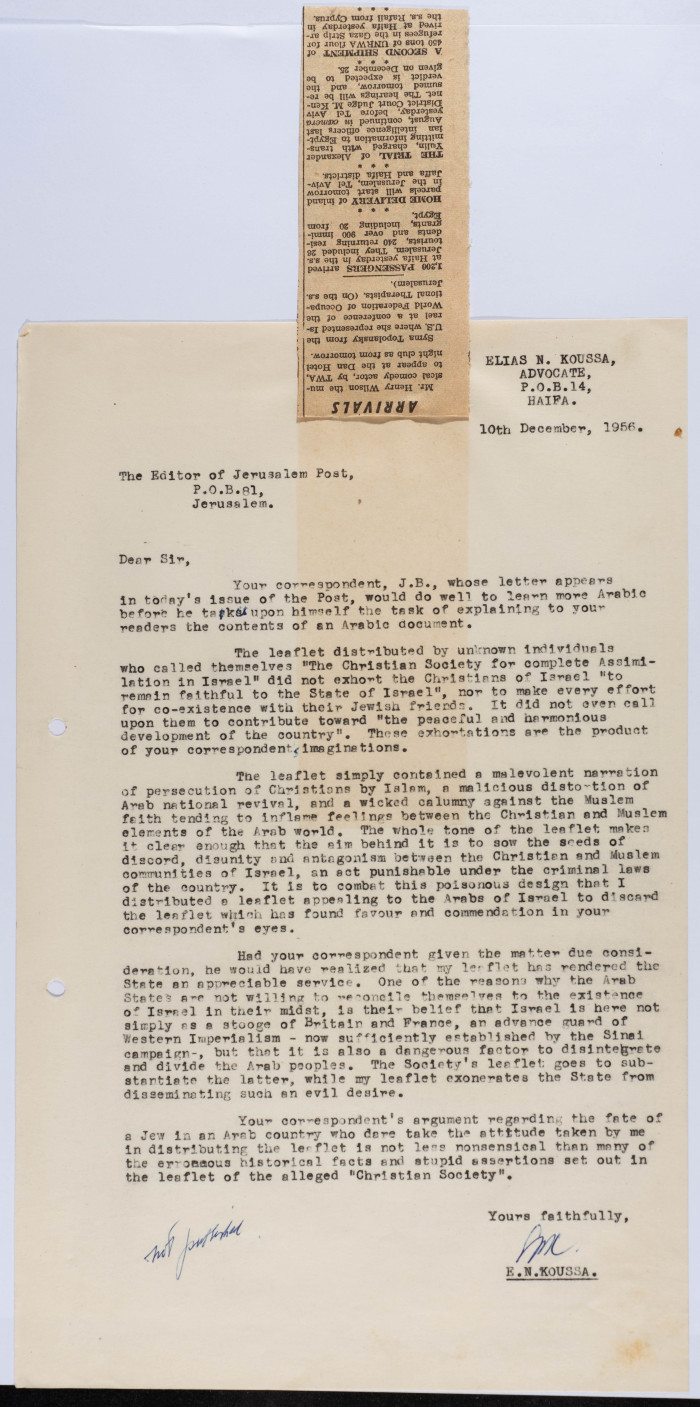 ARRIVALS
Mr. Henry Wilson the mu-
sical comedy actor, by TWA,
to appear at the Dan Hotel
night club as from tomorrow.
Syma Topolansky from the
U.S. where she represented Is-
rael at a conference of the
World Federation of Occupa-
tional Therapists. (On the s.s.
Jerusalem).
1,200 PASSENGERS arrived
at Haifa yesterday in the s.s.
Jerusalem. They included 26
tourists, 240 returning resi-
dents and over 900 immi-
grants, including 20 from
Egypt.
* * *
HOME DELIVERY of inland
parcels will start tomorrow
in the Jerusalem, Tel Aviv-
Jaffa and Haifa districts.
* * *
THE TRIAL of Alexander
Yulin, charged with trans-
mitting information to Egypt-
ian intelligence officers last
August, continued in camera
yesterday, before Tel Aviv
District Court Judge M. Ken-
net. The hearings will be re-
sumed tomorrow, and the
verdict is expected to be
given on December 25.
* * *
A SECOND SHIPMENT of
450 tons of UNRWA flour for
refugees in the Gaza Strip ar-
rived at Haifa yesterday in
the s.s. from Cyprus.
* * *
ELIAS N. KOUSSA,
ADVOCATE,
P.O.B.14,
HAIFA.
10th December, 1956.
The Editor of Jerusalem Post,
P.O.B.81,
Jerusalem.
Dear Sir,
Your correspondent, J.B., whose letter appears
in today's issue of the Post, would do well to learn more Arabic
before he takes upon himself the task of explaining to your
readers the contents of an Arabic document.
The leaflet distributed by unknown individuals
who called themselves "The Christian Society for complete Assimi-
lation in Israel" did not exhort the Christians of Israel "to
remain faithful to the State of Israel", nor to make every effort
for co-existence with their Jewish friends. It did not even call
upon them to contribute toward "the peaceful and harmonious
development of the country". These exhortations are the product
of your correspondent's imaginations.
The leaflet simply contained a malevolent narration
of persecution of Christians by Islam, a malicious distortion of
Arab national revival, and a wicked calumny against the Muslem
faith tending to inflame feelings between the Christian and Muslem
elements of the Arab world. The whole tone of the leaflet makes
it clear enough that the aim behind it is to sow the seeds of
discord, disunity and antagonism between the Christian and Muslem
communities of Israel, an act punishable under the criminal laws
of the country. It is to combat this poisonous design that I
distributed a leaflet appealing to the Arabs of Israel to discard
the leaflet which has found favour and commendation in your
correspondent's eyes.
Had your correspondent given the matter due consi-
deration, he would have realized that my leaflet has rendered the
State an appreciable service. One of the reasons why the Arab
States are not willing to reconcile themselves to the existence
of Israel in their midst, is their belief that Israel is here not
simply as a stooge of Britain and France, an advance guard of
Western Imperialism - now sufficiently established by the Sinai
campaign-, but that it is also a dangerous factor to disintegrate
and divide the Arab peoples. The Society's leaflet goes to sub-
stantiate the latter, while my leaflet exonerates the State from
disseminating such an evil desire.
Your correspondent's argument regarding the fate of
a Jew in an Arab country who dare take the attitude taken by me
in distributing the leaflet is not less nonsensical than many of
the erronaous historical facts and stupid assertions set out in
the leaflet of the alleged "Christian Society".
Yours faithfully,
not published
E.N.KOUSSA.